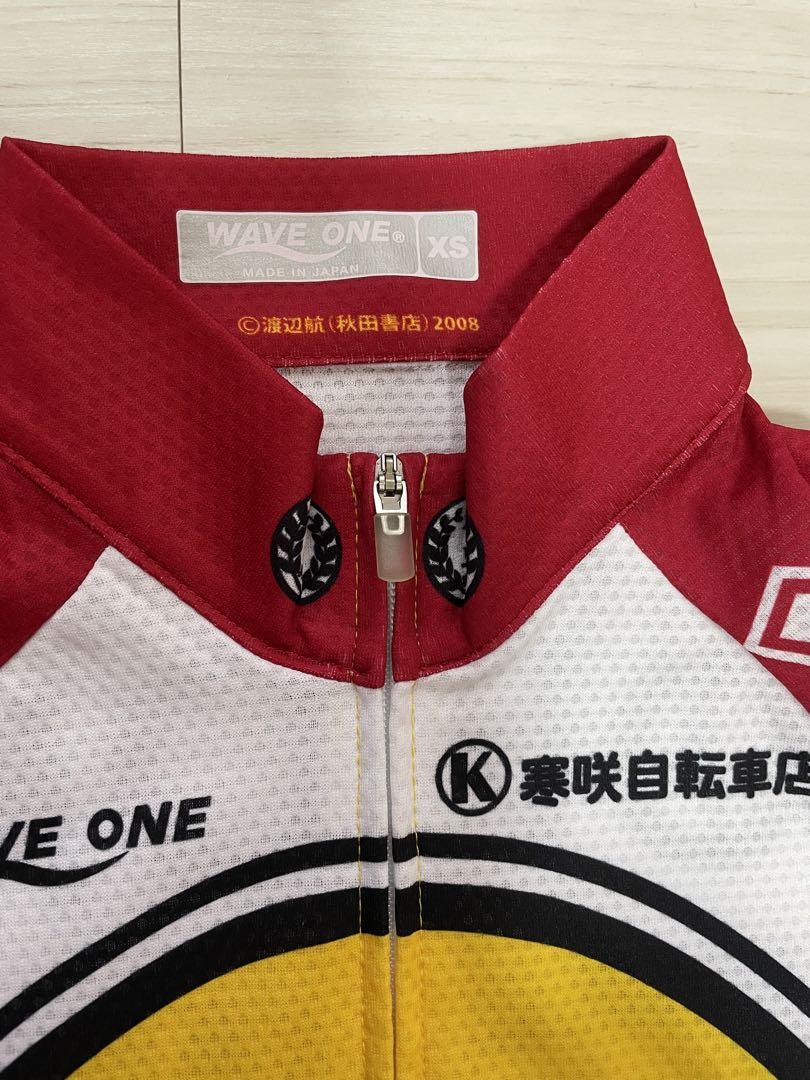 WAVE ONE® XS
MADE IN JAPAN
©渡辺航(秋田書店)2008
K 寒咲自転車店
VE ONE